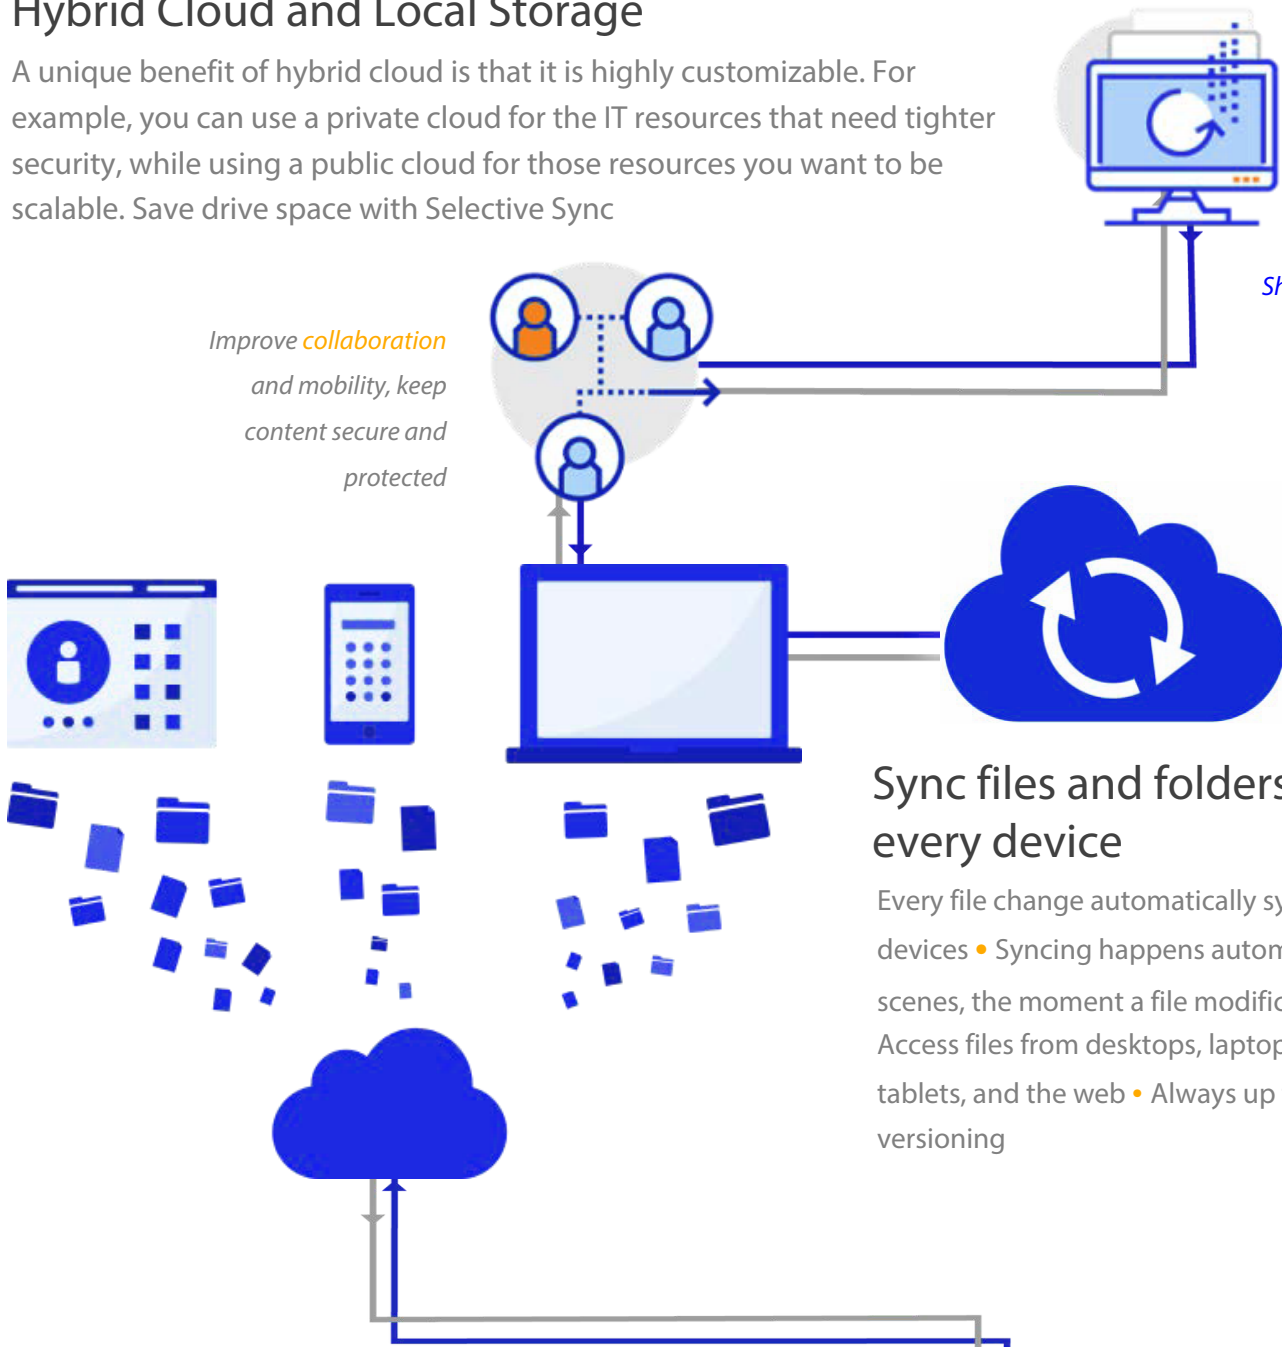 Hybrid Cloud and Local Storage
A unique benefit of hybrid cloud is that it is highly customizable. For
example, you can use a private cloud for the IT resources that need tighter
security, while using a public cloud for those resources you want to be
scalable. Save drive space with Selective Sync
Sh
Improve collaboration
and mobility, keep
content secure and
protected
Sync files and folders
every device
Every file change automatically sy
devices • Syncing happens autom
scenes, the moment a file modific
Access files from desktops, laptop
tablets, and the web • Always up
versioning